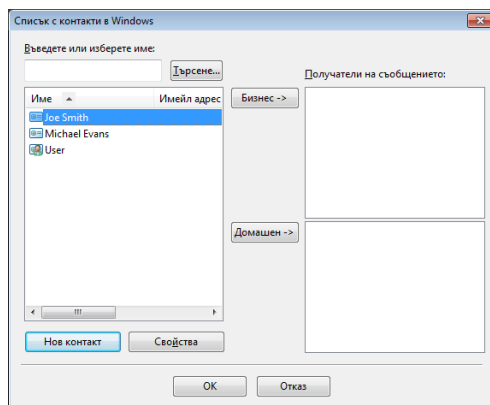 Списък с контакти в Windows
Въведете или изберете име:
Търсене...
Получатели на съобщението:
Име Имейл адрес
Бизнес ->
Joe Smith
Michael Evans
User
Домашен ->
Нов контакт Свойства
OK Отказ